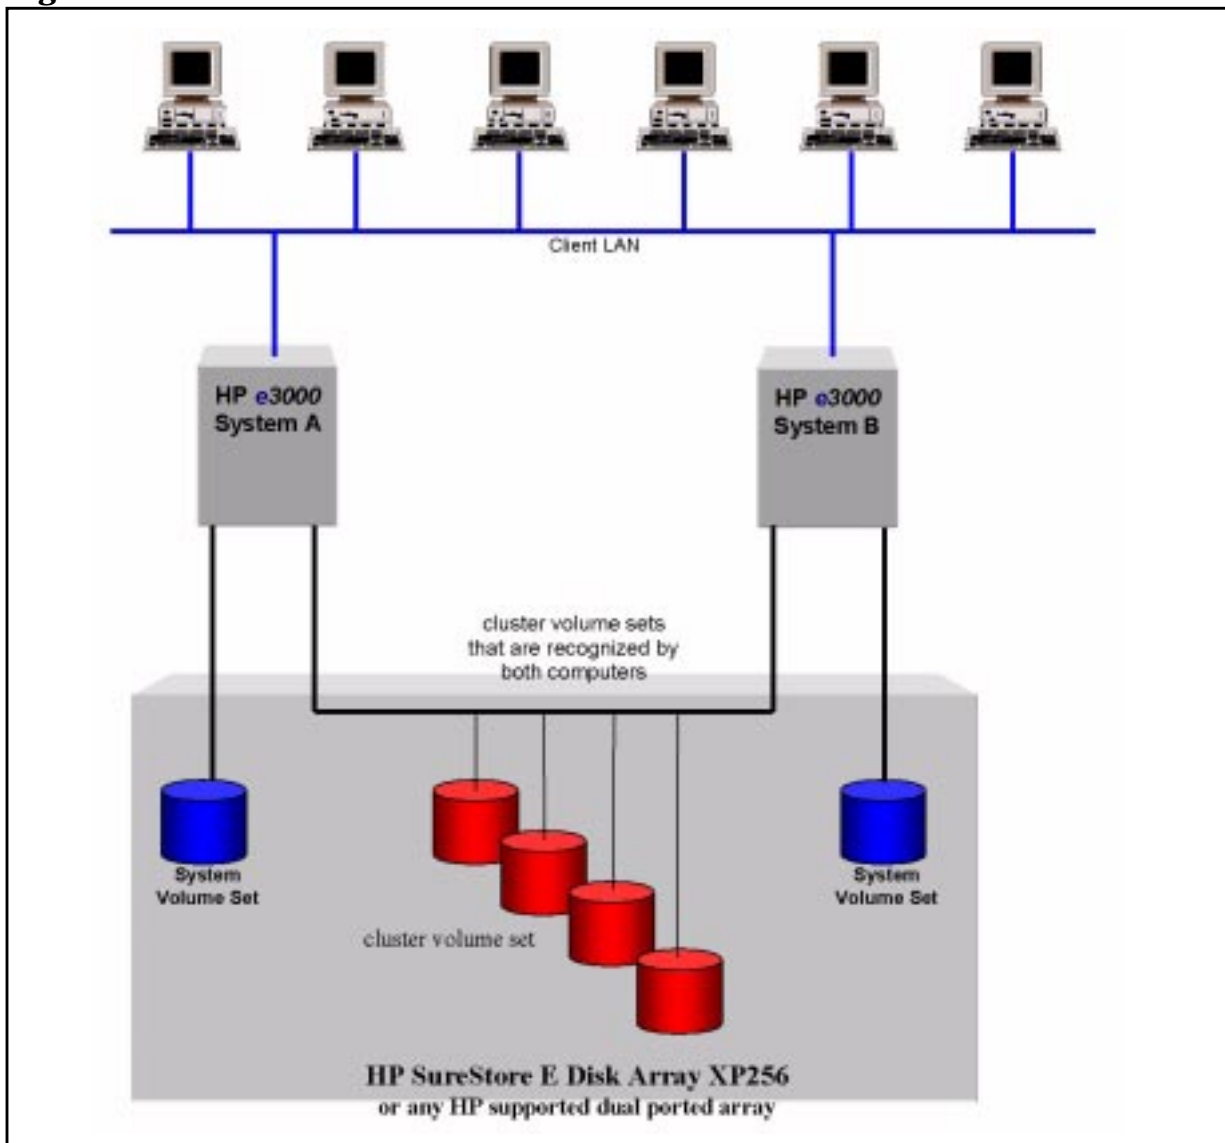 Client LAN
HP e3000
System A
HP e3000
System B
cluster volume sets
that are recognized by
both computers
System
Volume Set
System
Volume Set
cluster volume set
HP SureStore E Disk Array XP256
or any HP supported dual ported array